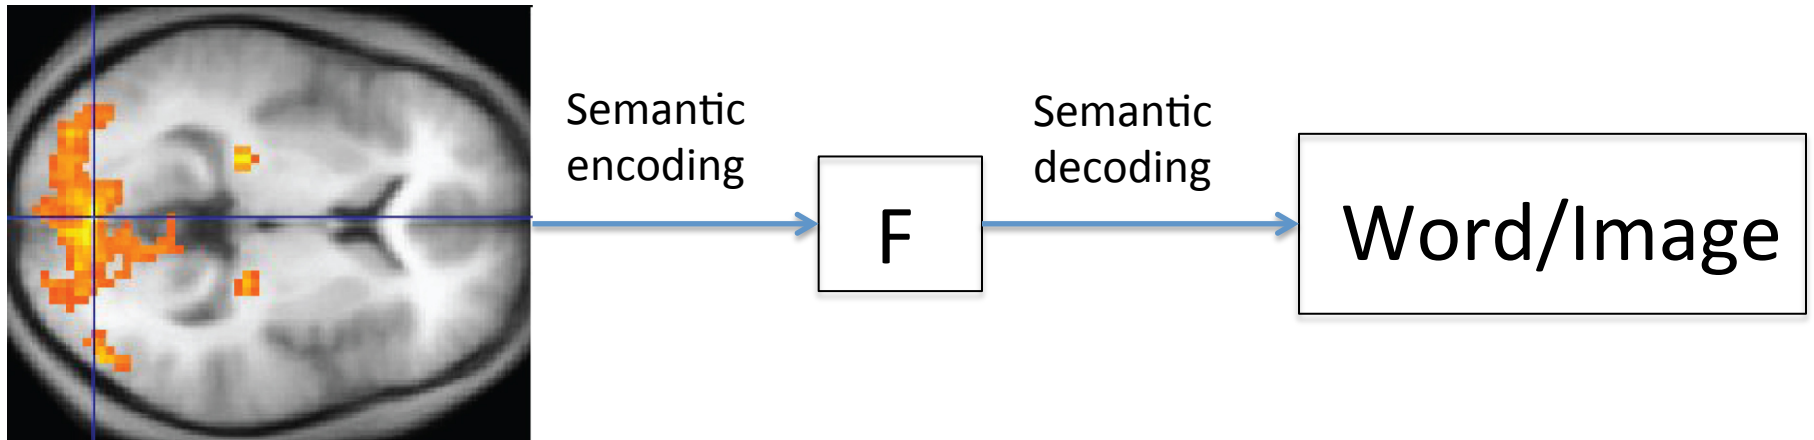 Semantic
encoding
F
Semantic
decoding
Word/Image